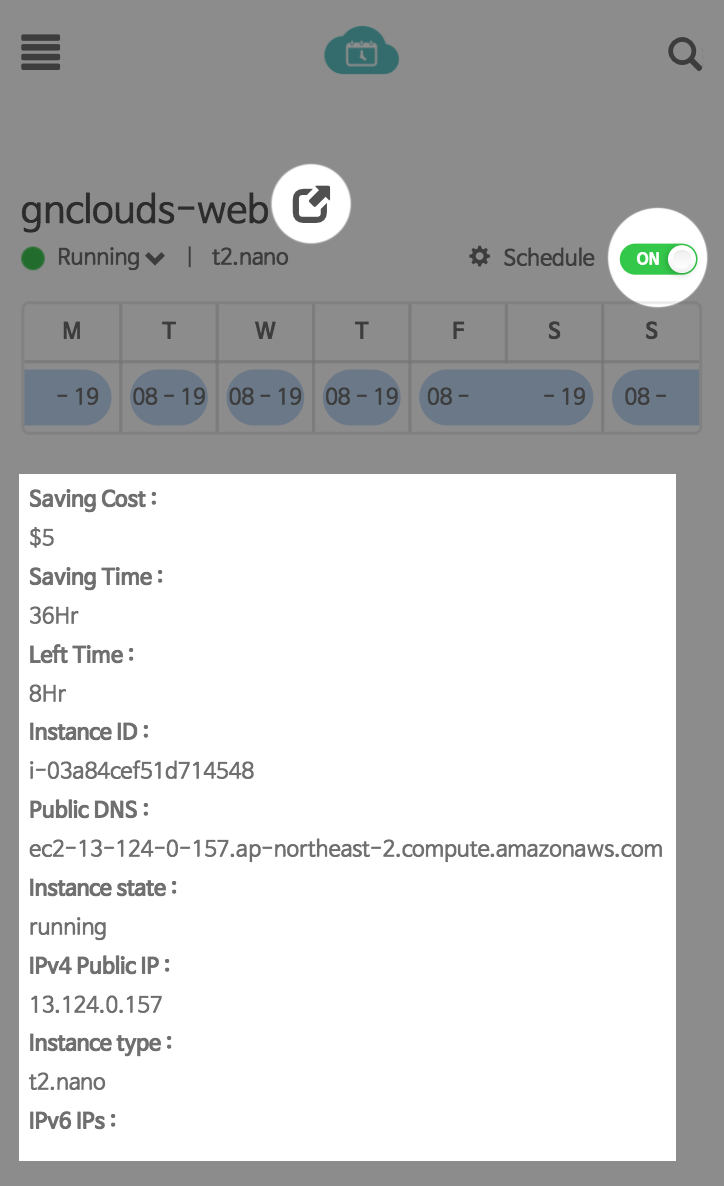 gnclouds-web
Running | t2.nano Schedule ON
M T W T F S S
- 19 08 - 19 08 - 19 08 - 19 08 - - 19 08 -
Saving Cost :
$5
Saving Time :
36Hr
Left Time :
8Hr
Instance ID :
i-03a84cef51d714548
Public DNS :
ec2-13-124-0-157.ap-northeast-2.compute.amazonaws.com
Instance state :
running
IPv4 Public IP :
13.124.0.157
Instance type :
t2.nano
IPv6 IPs :